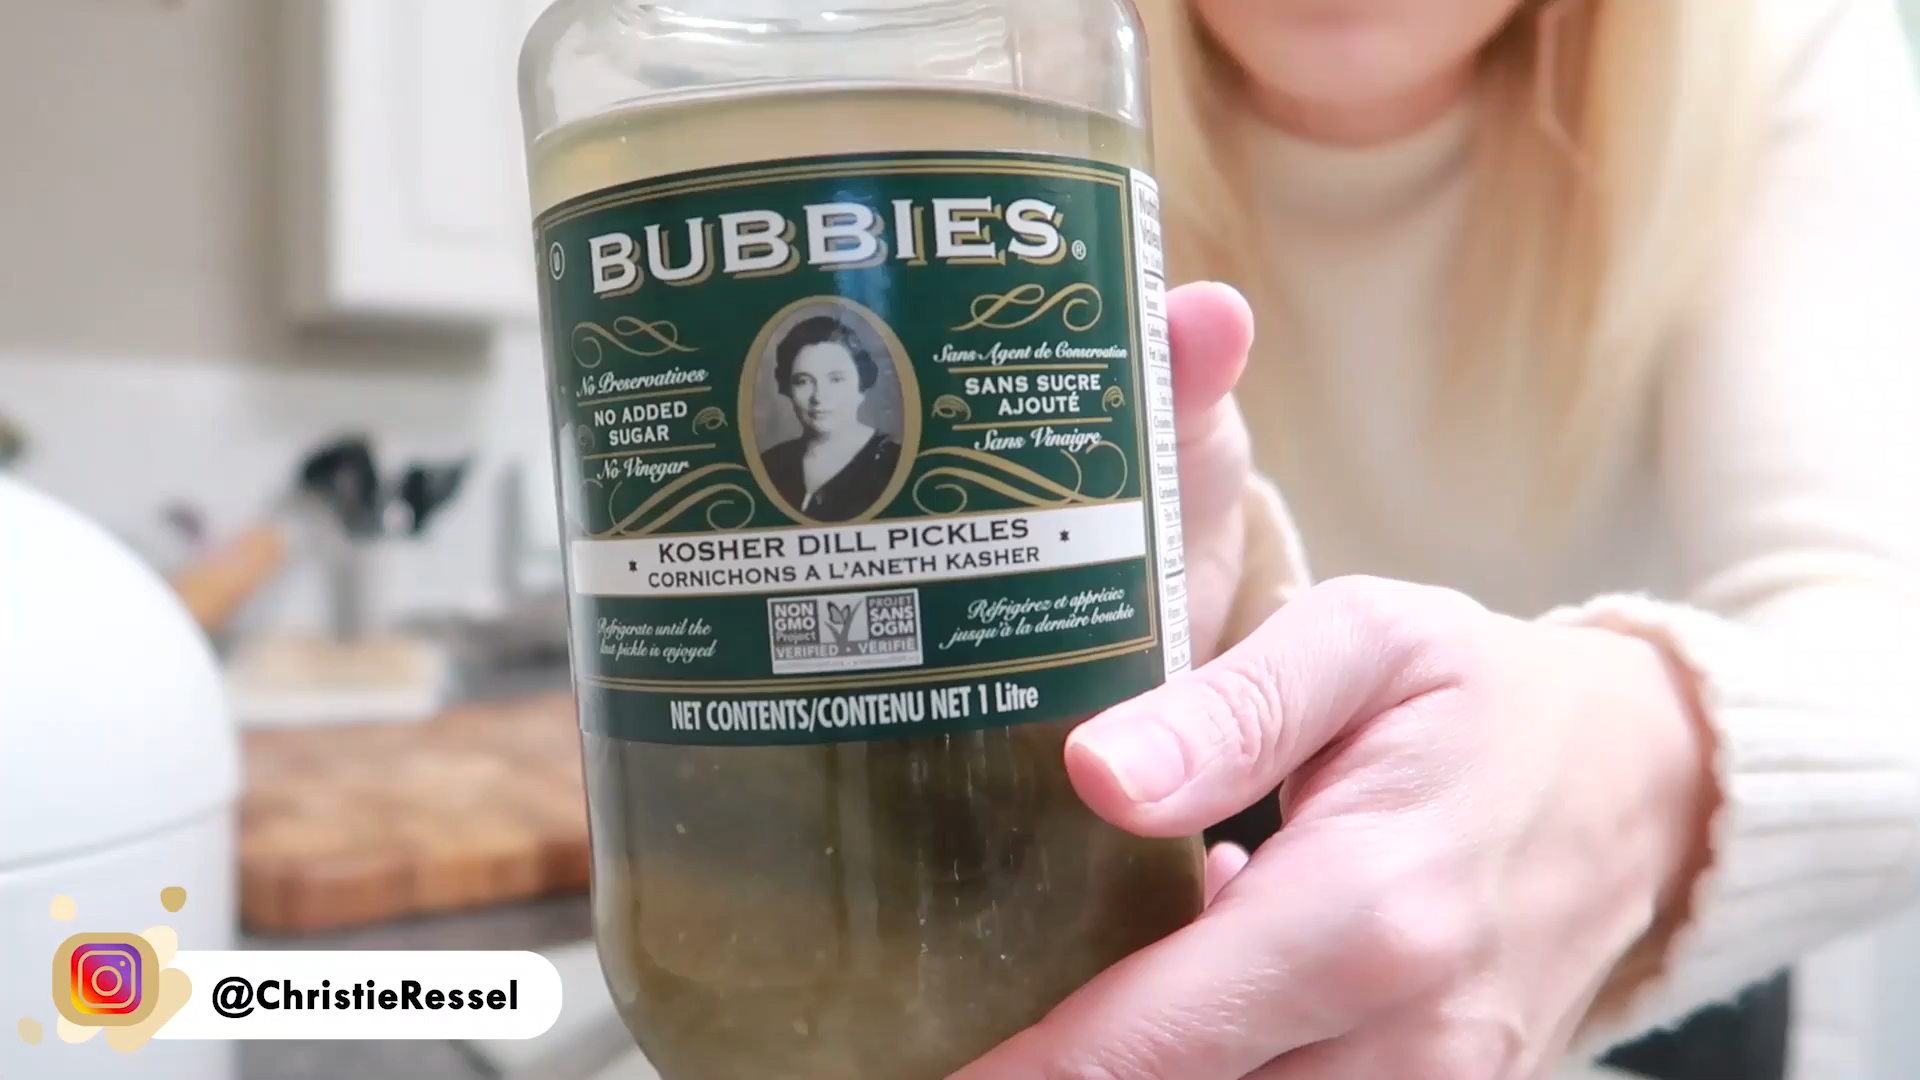 BUBBIES®
No Preservatives
NO ADDED
SUGAR
No Vinegar
Sans Agent de Conservation
SANS SUCRE
AJOUTÉ
Sans Vinaigre
KOSHER DILL PICKLES
CORNICHONS A L'ANETH KASHER
Refrigerate until the
last pickle is enjoyed
NON
GMO
Project
PROJET
SANS
OGM
VERIFIED • VÉRIFIÉ
Réfrigérez et appréciez
jusqu'à la dernière bouchée
NET CONTENTS/CONTENU NET 1 Litre
@ChristieRessel